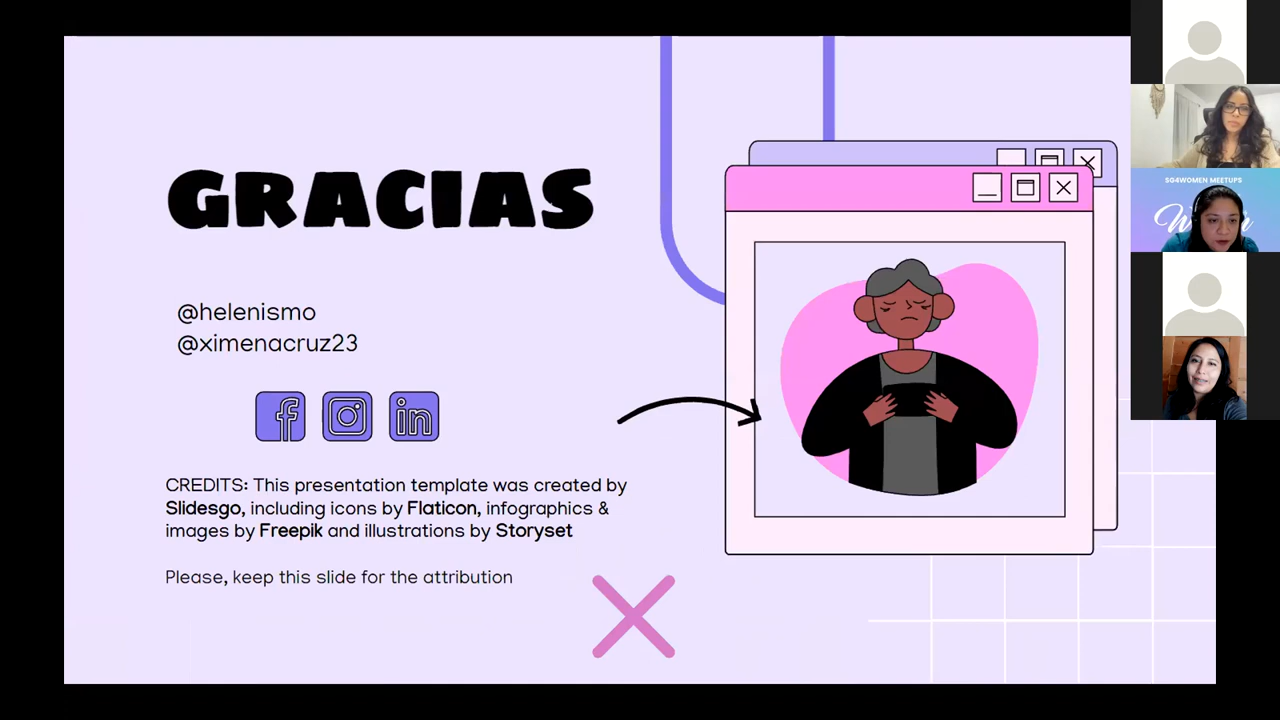 GRACIAS
@helenismo
@ximenacruz23
CREDITS: This presentation template was created by
Slidesgo, including icons by Flaticon, infographics &
images by Freepik and illustrations by Storyset
Please, keep this slide for the attribution
SG4WOMEN MEETUPS